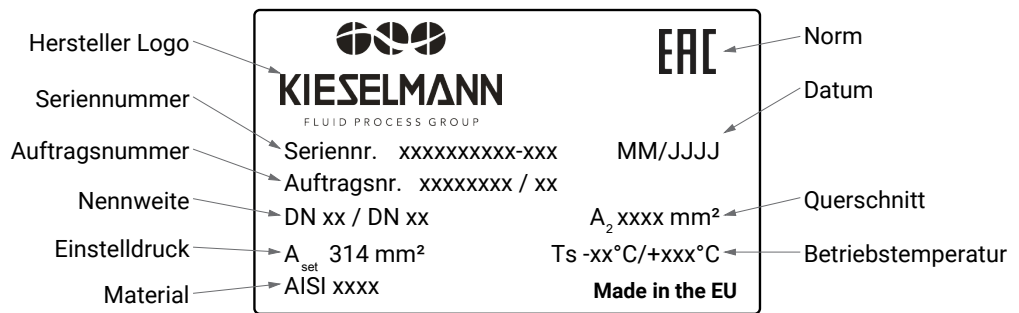 Hersteller Logo
Seriennummer
Auftragsnummer
Nennweite
Einstelldruck
Material
KIESELMANN
FLUID PROCESS GROUP
EAC
Seriennr. xxxxxxxxxx-xxx MM/JJJJ
Auftragsnr. xxxxxxxx / xx
DN xx / DN xx A₂ xxxx mm²
Aset 314 mm² Ts -xx°C/+xxx°C
AISI xxxx Made in the EU
Norm
Datum
Querschnitt
Betriebstemperatur